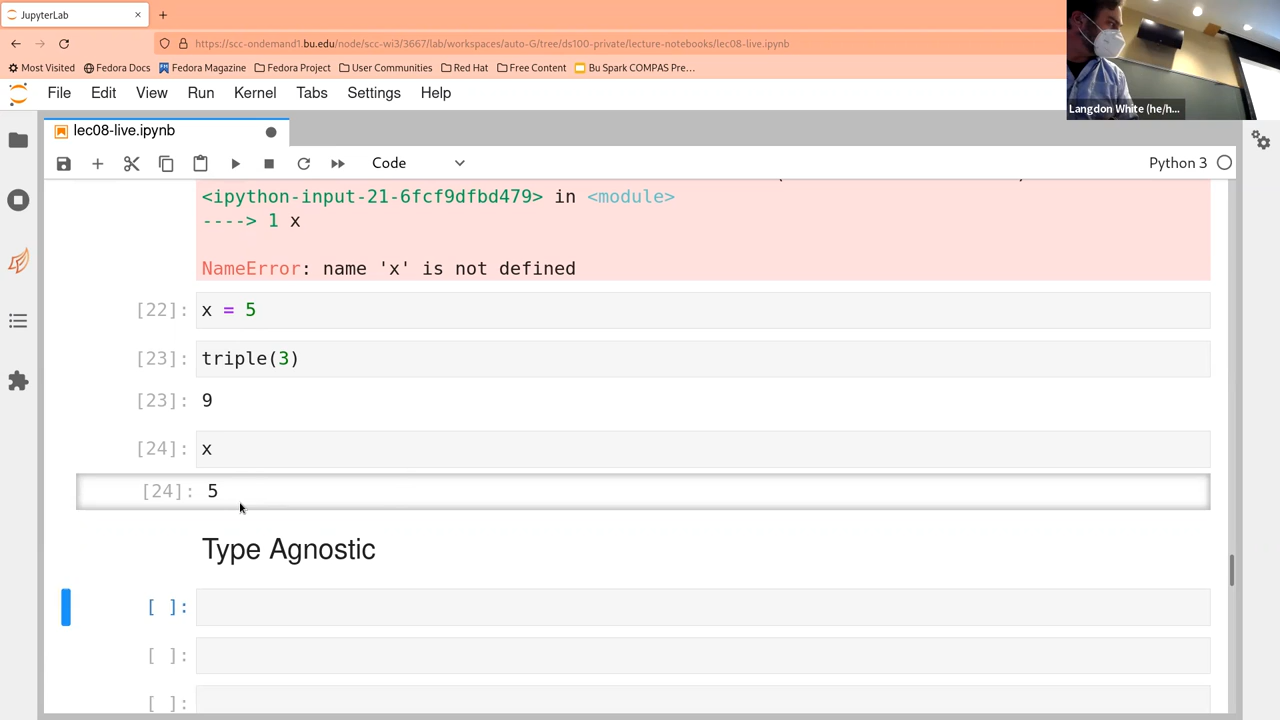 JupyterLab
https://scc-ondemand1.bu.edu/node/scc-wi3/3667/lab/workspaces/auto-G/tree/ds100-private/lecture-notebooks/lec08-live.ipynb
Most Visited Fedora Docs Fedora Magazine Fedora Project User Communities Red Hat Free Content Bu Spark COMPAS Pre…
Langdon White (he/h...
File Edit View Run Kernel Tabs Settings Help
lec08-live.ipynb
Code Python 3
<ipython-input-21-6fcf9dfbd479> in <module>
----> 1 x
NameError: name 'x' is not defined
[22]: x = 5
[23]: triple(3)
[23]: 9
[24]: x
[24]: 5
Type Agnostic
[ ]:
[ ]:
[ ]: